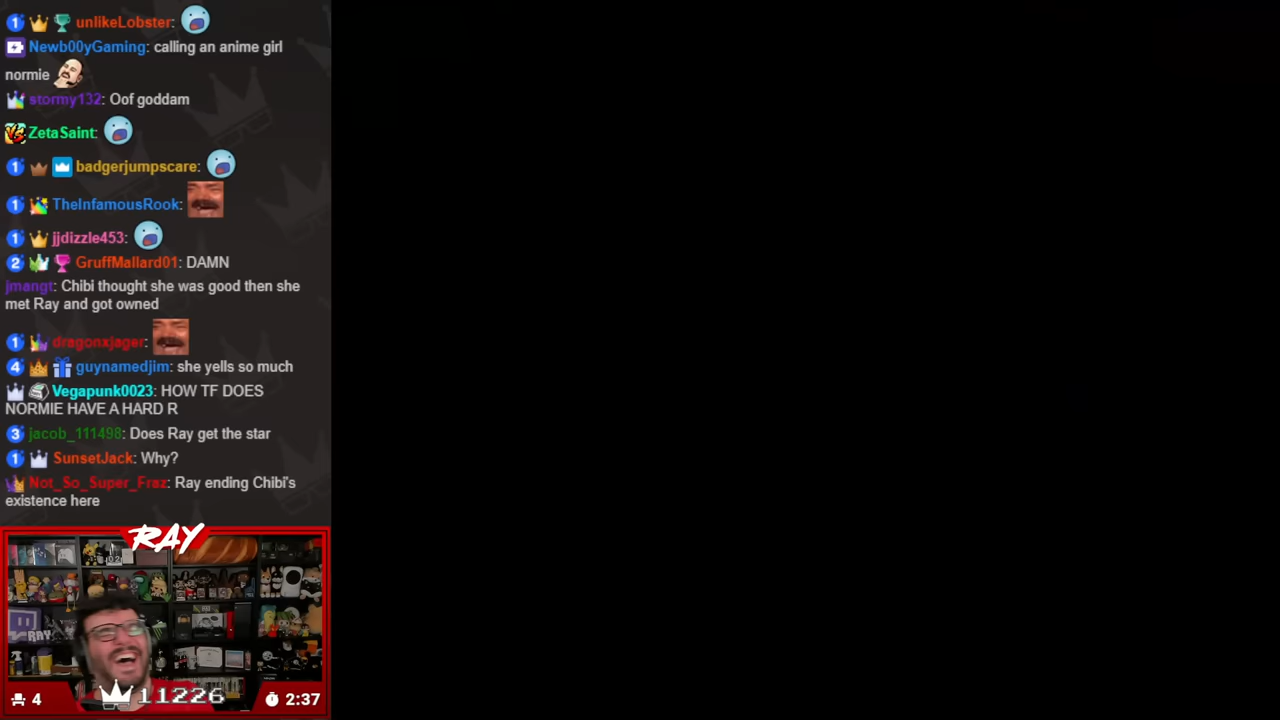 unlikeLobster:
Newb00yGaming: calling an anime girl
normie
stormy132: Oof goddam
ZetaSaint:
1 badgerjumpscare:
1 TheInfamousRook:
1 jjdizzle453:
2 GruffMallard01: DAMN
jmangt: Chibi thought she was good then she
met Ray and got owned
1 dragonxjager:
4 guynamedjim: she yells so much
Vegapunk0023: HOW TF DOES
NORMIE HAVE A HARD R
3 jacob_111498: Does Ray get the star
1 SunsetJack: Why?
Not_So_Super_Fraz: Ray ending Chibi's
existence here
RAY
RAY
4
11226
2:37